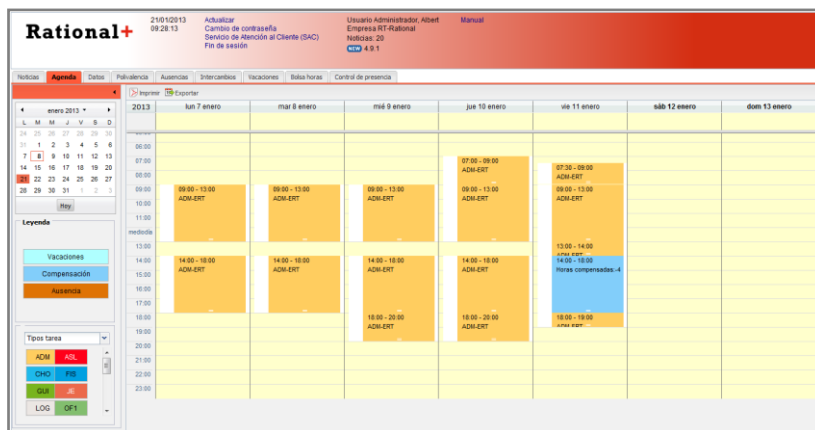 Rational+
21/01/2013
09:28:13
Actualizar
Cambio de contraseña
Servicio de Atención al Cliente (SAC)
Fin de sesión
Usuario Administrador, Albert
Empresa RT-Rational
Noticias: 20
NEW 4.9.1
Manual
Noticias Agenda Datos Polivalencia Ausencias Intercambios Vacaciones Bolsa horas Control de presencia
Imprimir Exportar
enero 2013
L M M J V S D
24 25 26 27 28 29 30
31 1 2 3 4 5 6
7 8 9 10 11 12 13
14 15 16 17 18 19 20
21 22 23 24 25 26 27
28 29 30 31 1 2 3
Hoy
Leyenda
Vacaciones
Compensación
Ausencia
Tipos tarea
ADM ASL
CHO FIS
GUI JE
LOG OF1
2013 lun 7 enero mar 8 enero mié 9 enero jue 10 enero vie 11 enero sáb 12 enero dom 13 enero
06:00
07:00
08:00
09:00
10:00
11:00
mediodía
13:00
14:00
15:00
16:00
17:00
18:00
19:00
20:00
21:00
22:00
23:00
09:00 - 13:00
ADM-ERT
14:00 - 18:00
ADM-ERT
09:00 - 13:00
ADM-ERT
14:00 - 18:00
ADM-ERT
09:00 - 13:00
ADM-ERT
14:00 - 18:00
ADM-ERT
18:00 - 20:00
ADM-ERT
07:00 - 09:00
ADM-ERT
09:00 - 13:00
ADM-ERT
14:00 - 18:00
ADM-ERT
18:00 - 20:00
ADM-ERT
07:30 - 09:00
ADM-ERT
09:00 - 13:00
ADM-ERT
13:00 - 14:00
ADM-ERT
14:00 - 18:00
Horas compensadas:-4
18:00 - 19:00
ADM-ERT